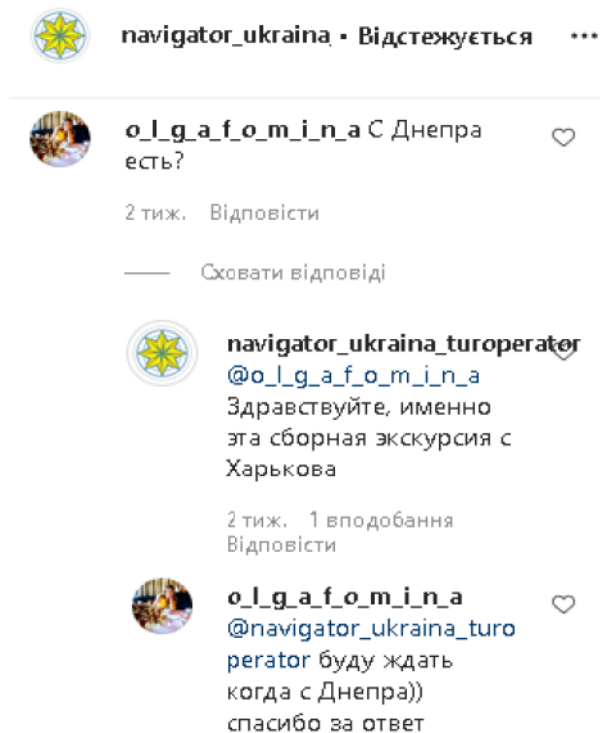 navigator_ukraina • Відстежується •••
o_l_g_a_f_o_m_i_n_a С Днепра
есть?
2 тиж. Відповісти
Сховати відповіді
navigator_ukraina_turoperator
@o_l_g_a_f_o_m_i_n_a
Здравствуйте, именно
эта сборная экскурсия с
Харькова
2 тиж. 1 вподобання
Відповісти
o_l_g_a_f_o_m_i_n_a
@navigator_ukraina_turo
perator буду ждать
когда с Днепра))
спасибо за ответ